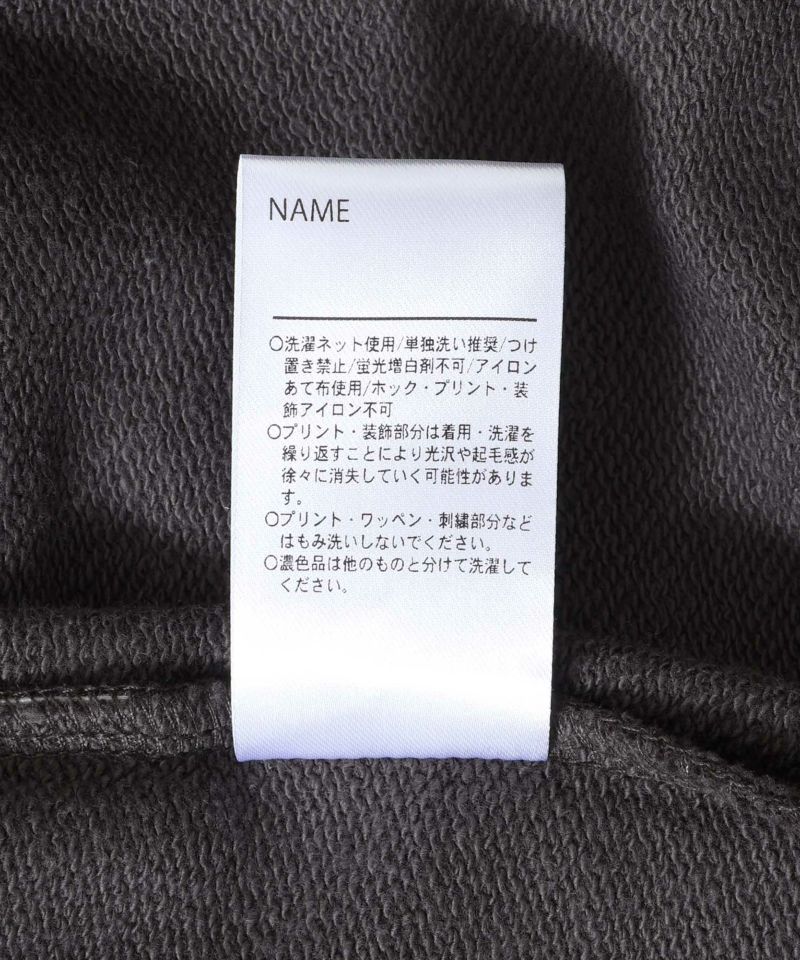 NAME
○洗濯ネット使用/単独洗い推奨/つけ
置き禁止/蛍光増白剤不可/アイロン
あて布使用/ホック・プリント・装
飾アイロン不可
○プリント・装飾部分は着用・洗濯を
繰り返すことにより光沢や起毛感が
徐々に消失していく可能性がありま
す。
○プリント・ワッペン・刺繍部分など
はもみ洗いしないでください。
○濃色品は他のものと分けて洗濯して
ください。